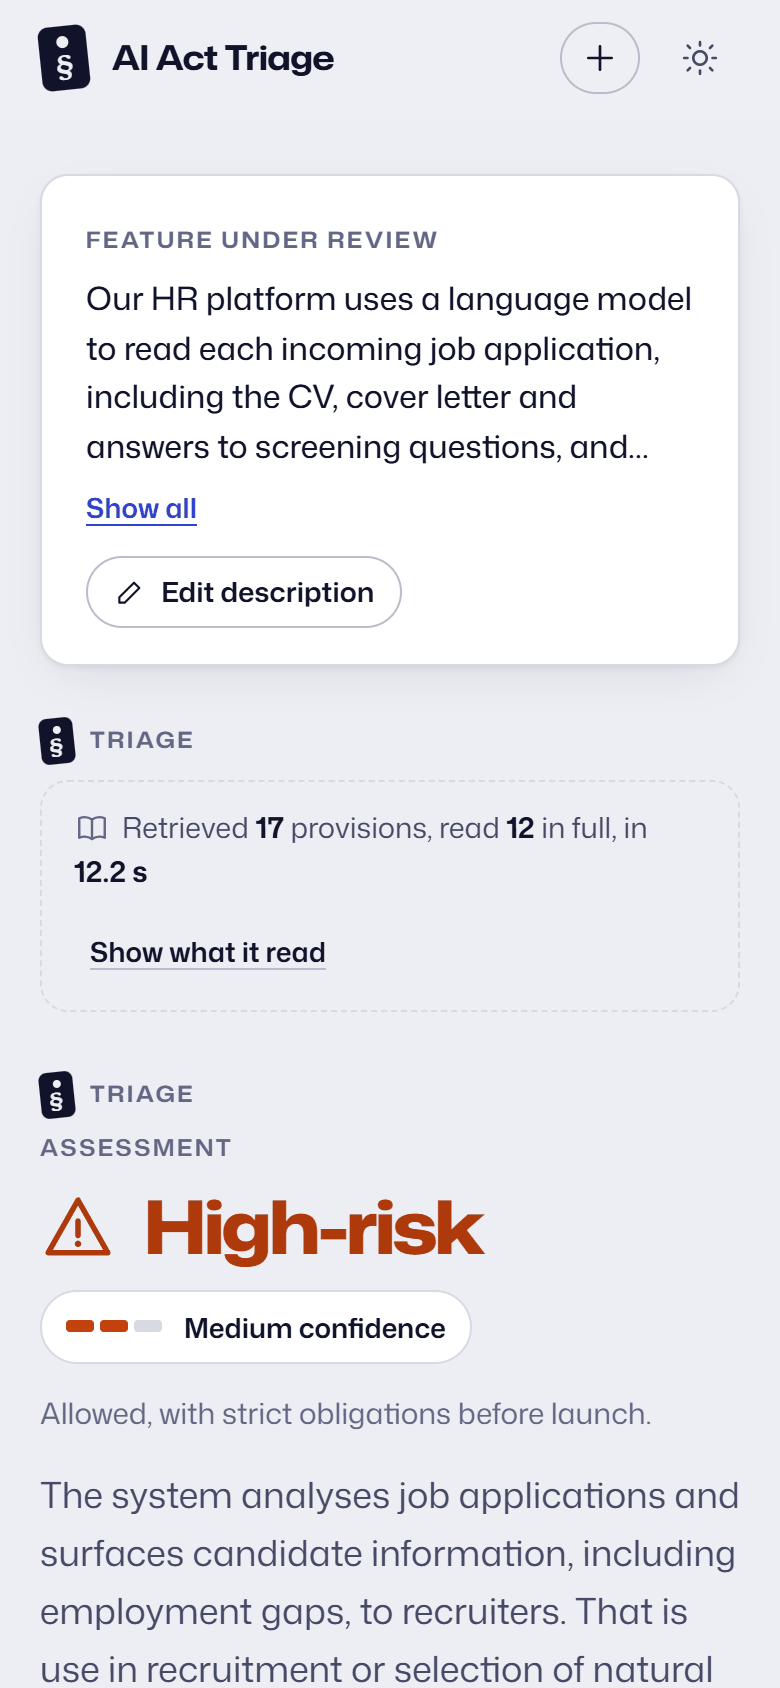 §
AI Act Triage
FEATURE UNDER REVIEW
Our HR platform uses a language model
to read each incoming job application,
including the CV, cover letter and
answers to screening questions, and...
Show all
Edit description
§
TRIAGE
Retrieved 17 provisions, read 12 in full, in
12.2 s
Show what it read
§
TRIAGE
ASSESSMENT
High-risk
Medium confidence
Allowed, with strict obligations before launch.
The system analyses job applications and
surfaces candidate information, including
employment gaps, to recruiters. That is
use in recruitment or selection of natural